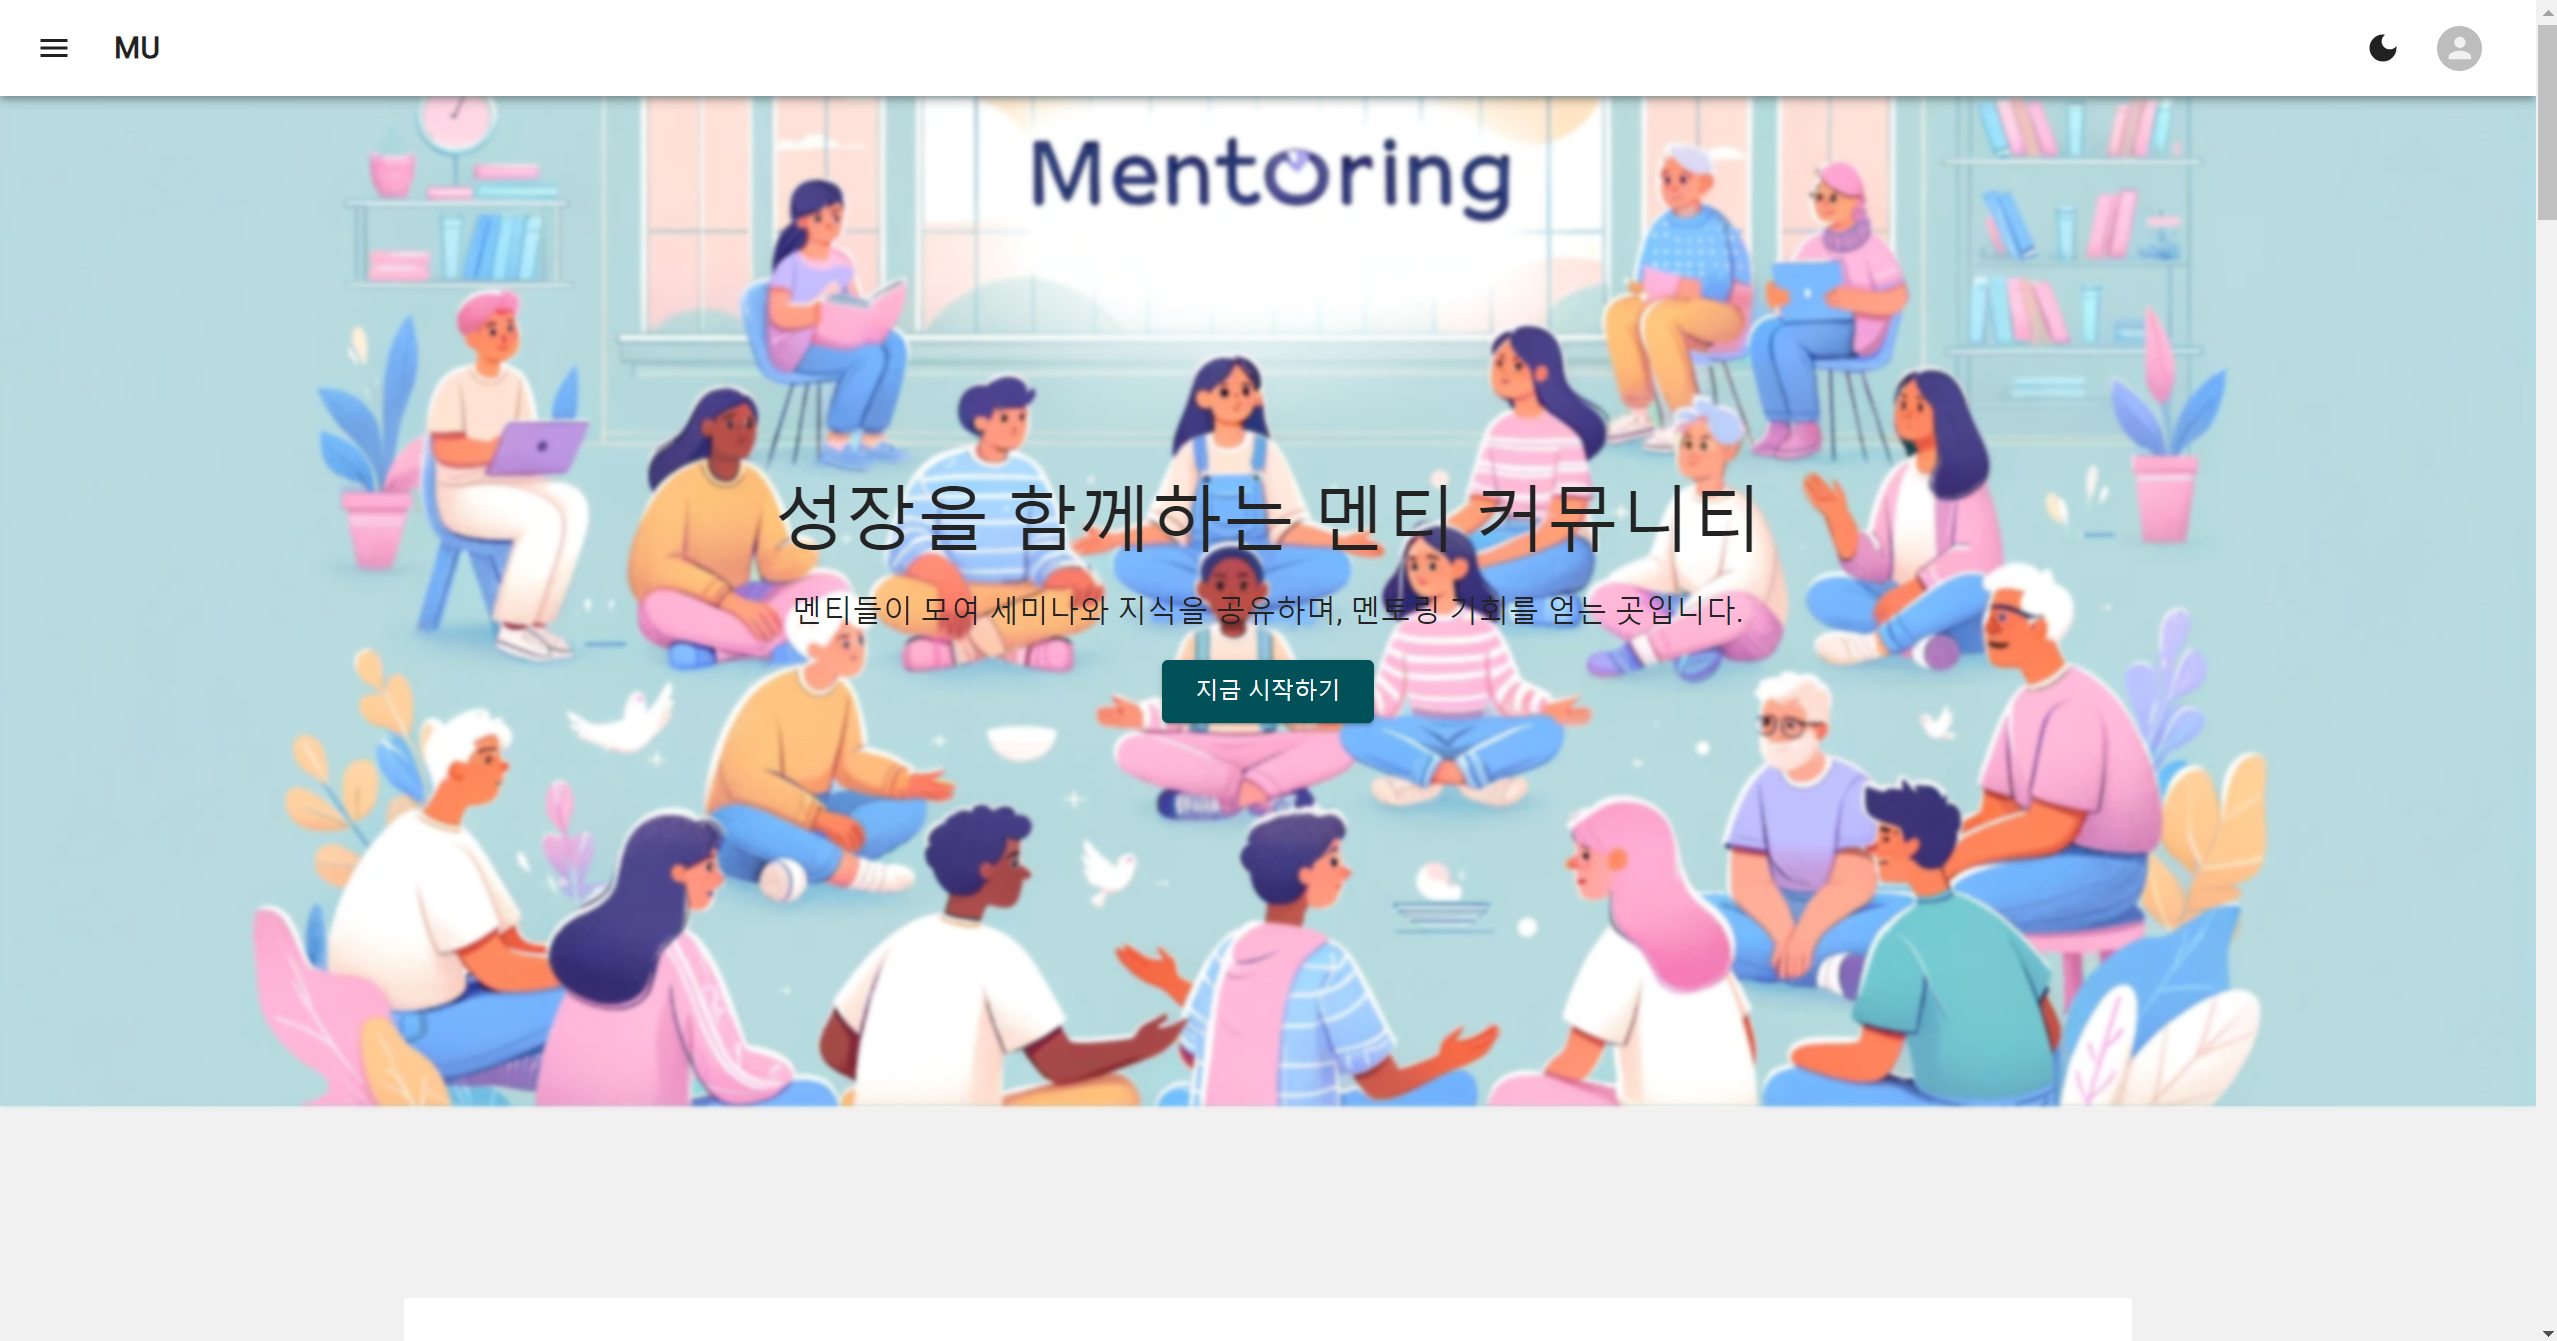 MU
Mentoring
성장을 함께하는 멘티 커뮤니티
멘티들이 모여 세미나와 지식을 공유하며, 멘토링 기회를 얻는 곳입니다.
지금 시작하기